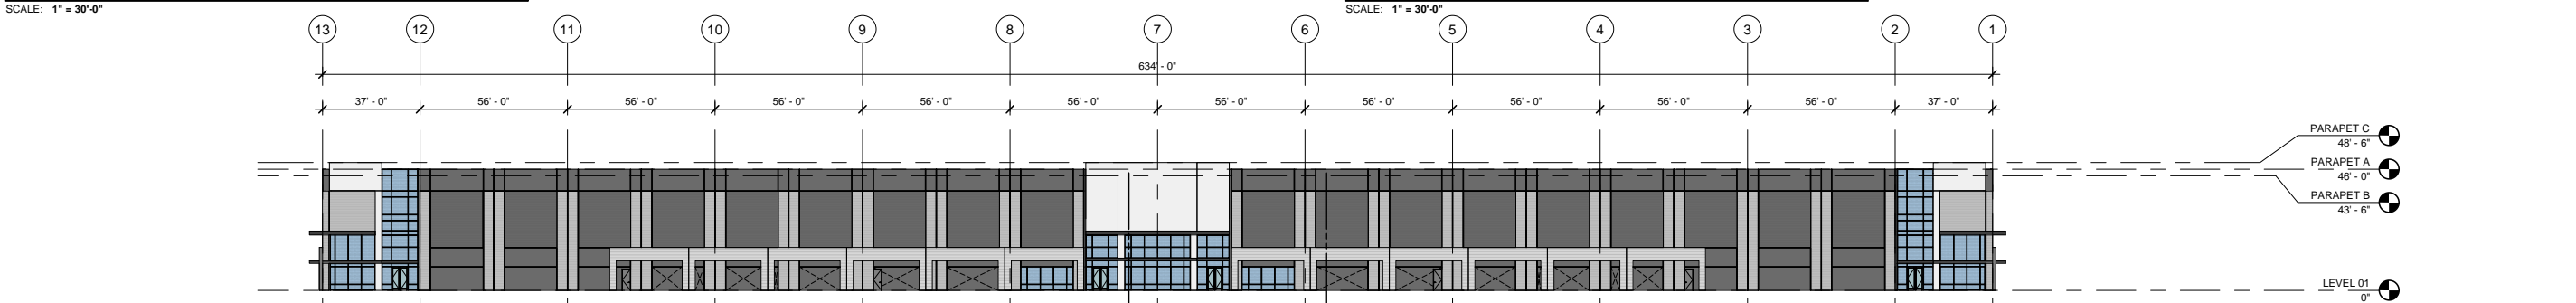 SCALE: 1" = 30'-0"
SCALE: 1" = 30'-0"
13 12 11 10 9 8 7 6 5 4 3 2 1
634' - 0"
37' - 0" 56' - 0" 56' - 0" 56' - 0" 56' - 0" 56' - 0" 56' - 0" 56' - 0" 56' - 0" 56' - 0" 56' - 0" 37' - 0"
PARAPET C
48' - 6"
PARAPET A
46' - 0"
PARAPET B
43' - 6"
LEVEL 01
0"